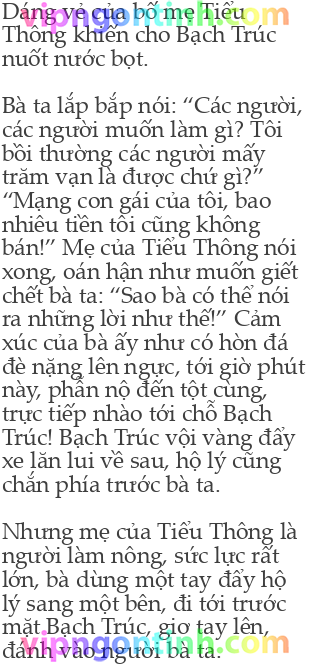 Dáng vẻ của bố mẹ Tiểu
Thông khiến cho Bạch Trúc
nuốt nước bọt.
Bà ta lắp bắp nói: “Các người,
các người muốn làm gì? Tôi
bồi thường các người mấy
trăm vạn là được chứ gì?”
“Mạng con gái của tôi, bao
nhiêu tiền tôi cũng không
bán!” Mẹ của Tiểu Thông nói
xong, oán hận như muốn giết
chết bà ta: “Sao bà có thể nói
ra những lời như thế!” Cảm
xúc của bà ấy như có hòn đá
đè nặng lên ngực, tới giờ phút
này, phẫn nộ đến tột cùng,
trực tiếp nhào tới chỗ Bạch
Trúc! Bạch Trúc vội vàng đẩy
xe lăn lui về sau, hộ lý cũng
chắn phía trước bà ta.
Nhưng mẹ của Tiểu Thông là
người làm nông, sức lực rất
lớn, bà dùng một tay đẩy hộ
lý sang một bên, đi tới trước
mặt Bạch Trúc, giơ tay lên,
đánh vào người bà ta.
vipngontinh.com
vipngontinh.com